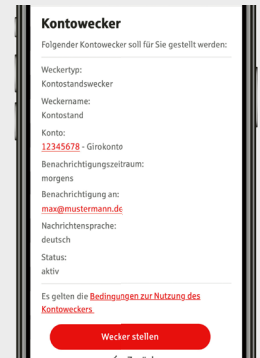 Kontowecker
Folgender Kontowecker soll für Sie gestellt werden:
Weckertyp:
Kontostandswecker
Weckername:
Kontostand
Konto:
12345678 - Girokonto
Benachrichtigungszeitraum:
morgens
Benachrichtigung an:
max@mustermann.de
Nachrichtensprache:
deutsch
Status:
aktiv
Es gelten die Bedingungen zur Nutzung des
Kontoweckers
Wecker stellen